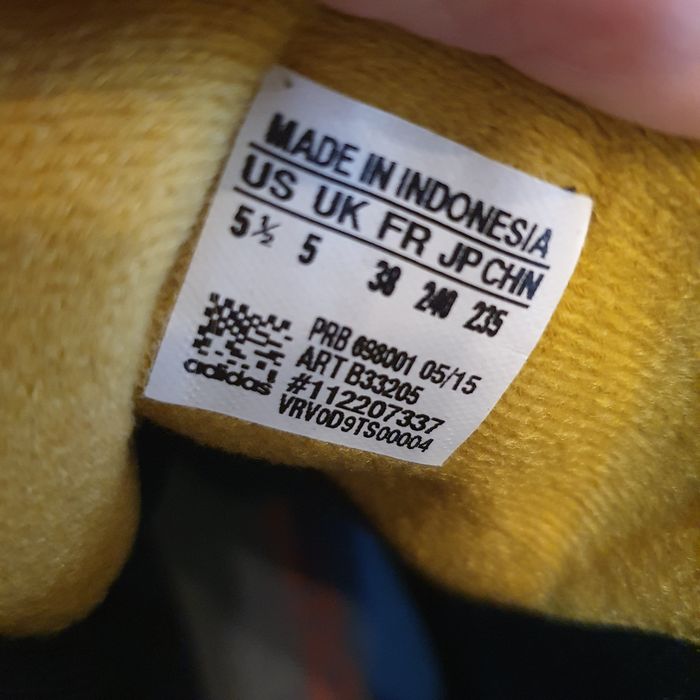 MADE IN INDONESIA
US UK FR JP CHN
5½ 5 38 240 235
PRB 698001 05/15
ART B33205
#112207337
adidas
VRV0D9TS00004